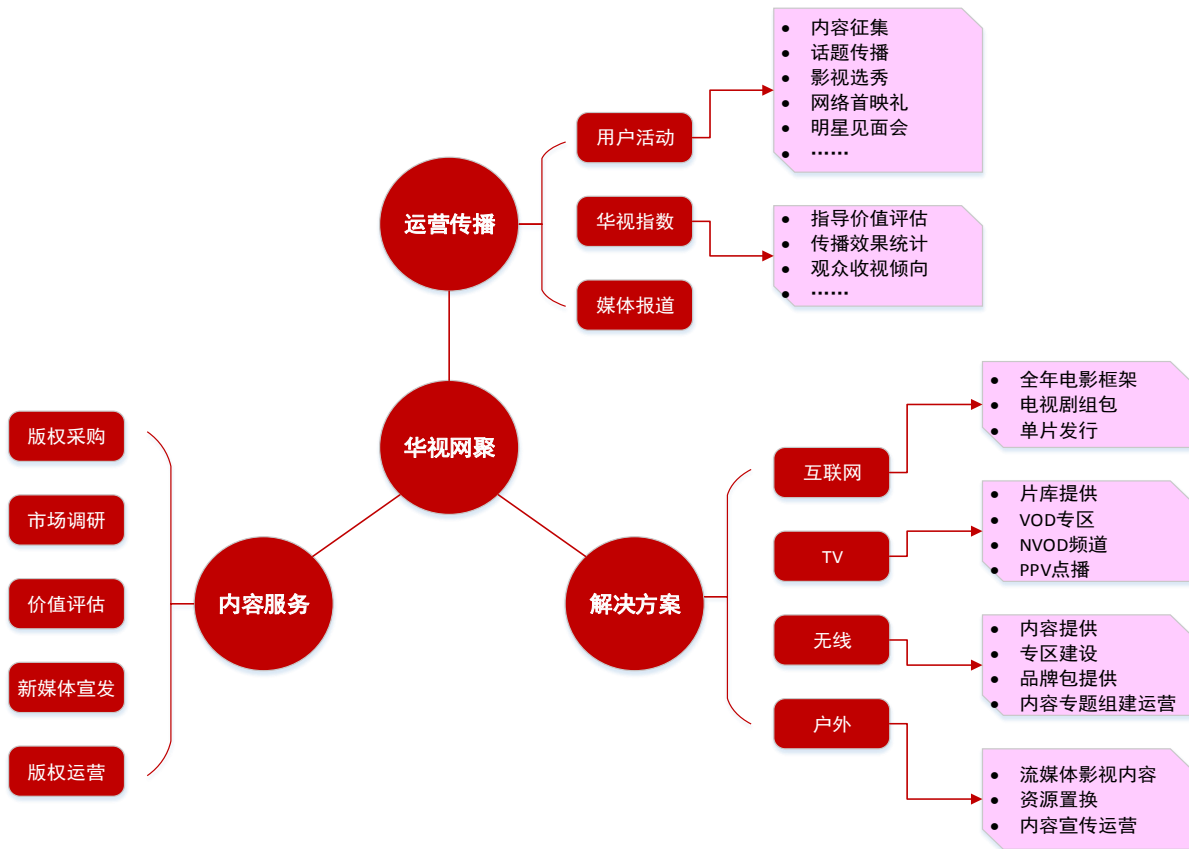 内容征集
话题传播
影视选秀
网络首映礼
明星见面会
……
用户活动
运营传播
华视指数
指导价值评估
传播效果统计
观众收视倾向
……
媒体报道
华视网聚
版权采购
市场调研
价值评估
新媒体宣发
版权运营
内容服务
解决方案
互联网
全年电影框架
电视剧组包
单片发行
TV
片库提供
VOD专区
NVOD频道
PPV点播
无线
内容提供
专区建设
品牌包提供
内容专题组建运营
户外
流媒体影视内容
资源置换
内容宣传运营